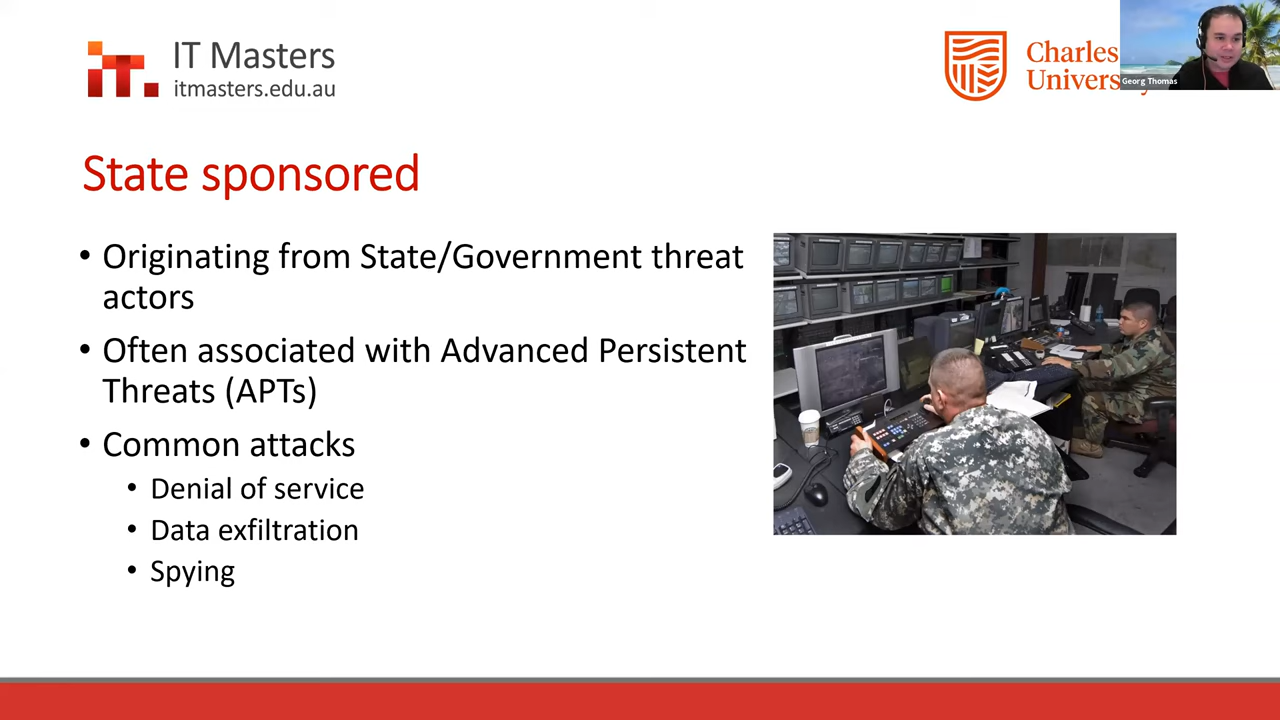 IT Masters
itmasters.edu.au
Charles
Univers
Georg Thomas
State sponsored
• Originating from State/Government threat
actors
• Often associated with Advanced Persistent
Threats (APTs)
• Common attacks
• Denial of service
• Data exfiltration
• Spying